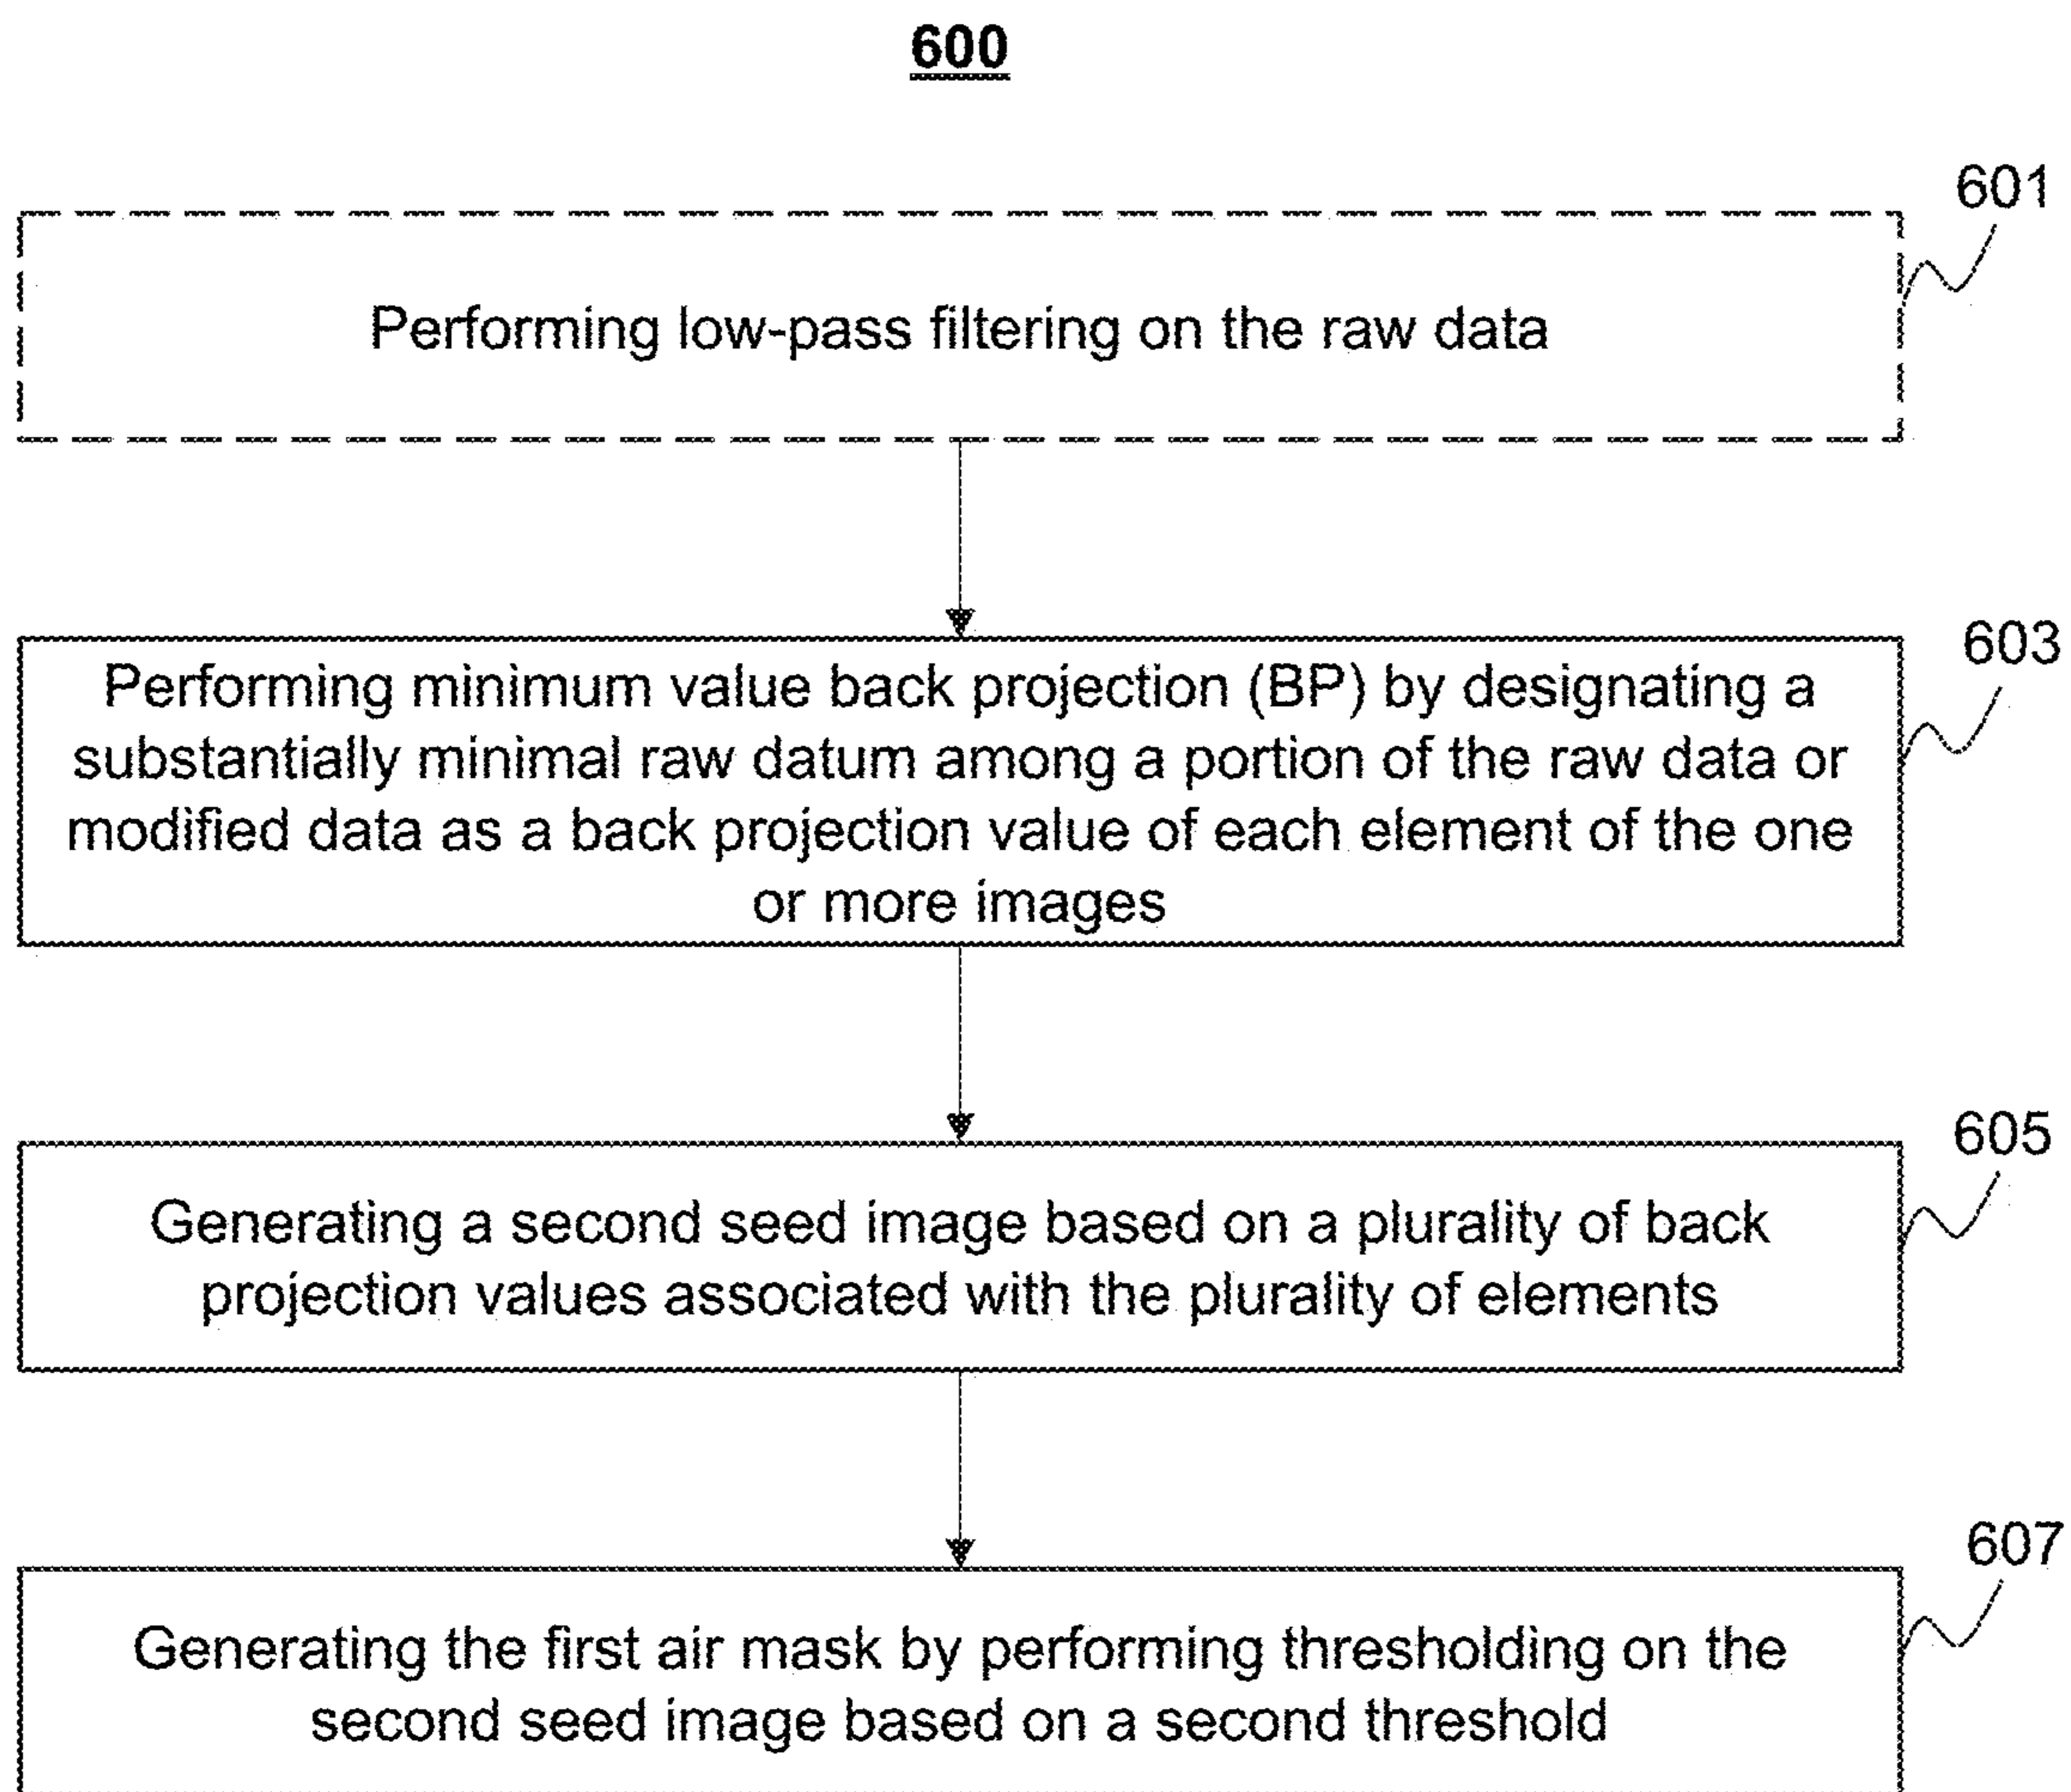 600
601
Performing low-pass filtering on the raw data
603
Performing minimum value back projection (BP) by designating a
substantially minimal raw datum among a portion of the raw data or
modified data as a back projection value of each element of the one
or more images
605
Generating a second seed image based on a plurality of back
projection values associated with the plurality of elements
607
Generating the first air mask by performing thresholding on the
second seed image based on a second threshold